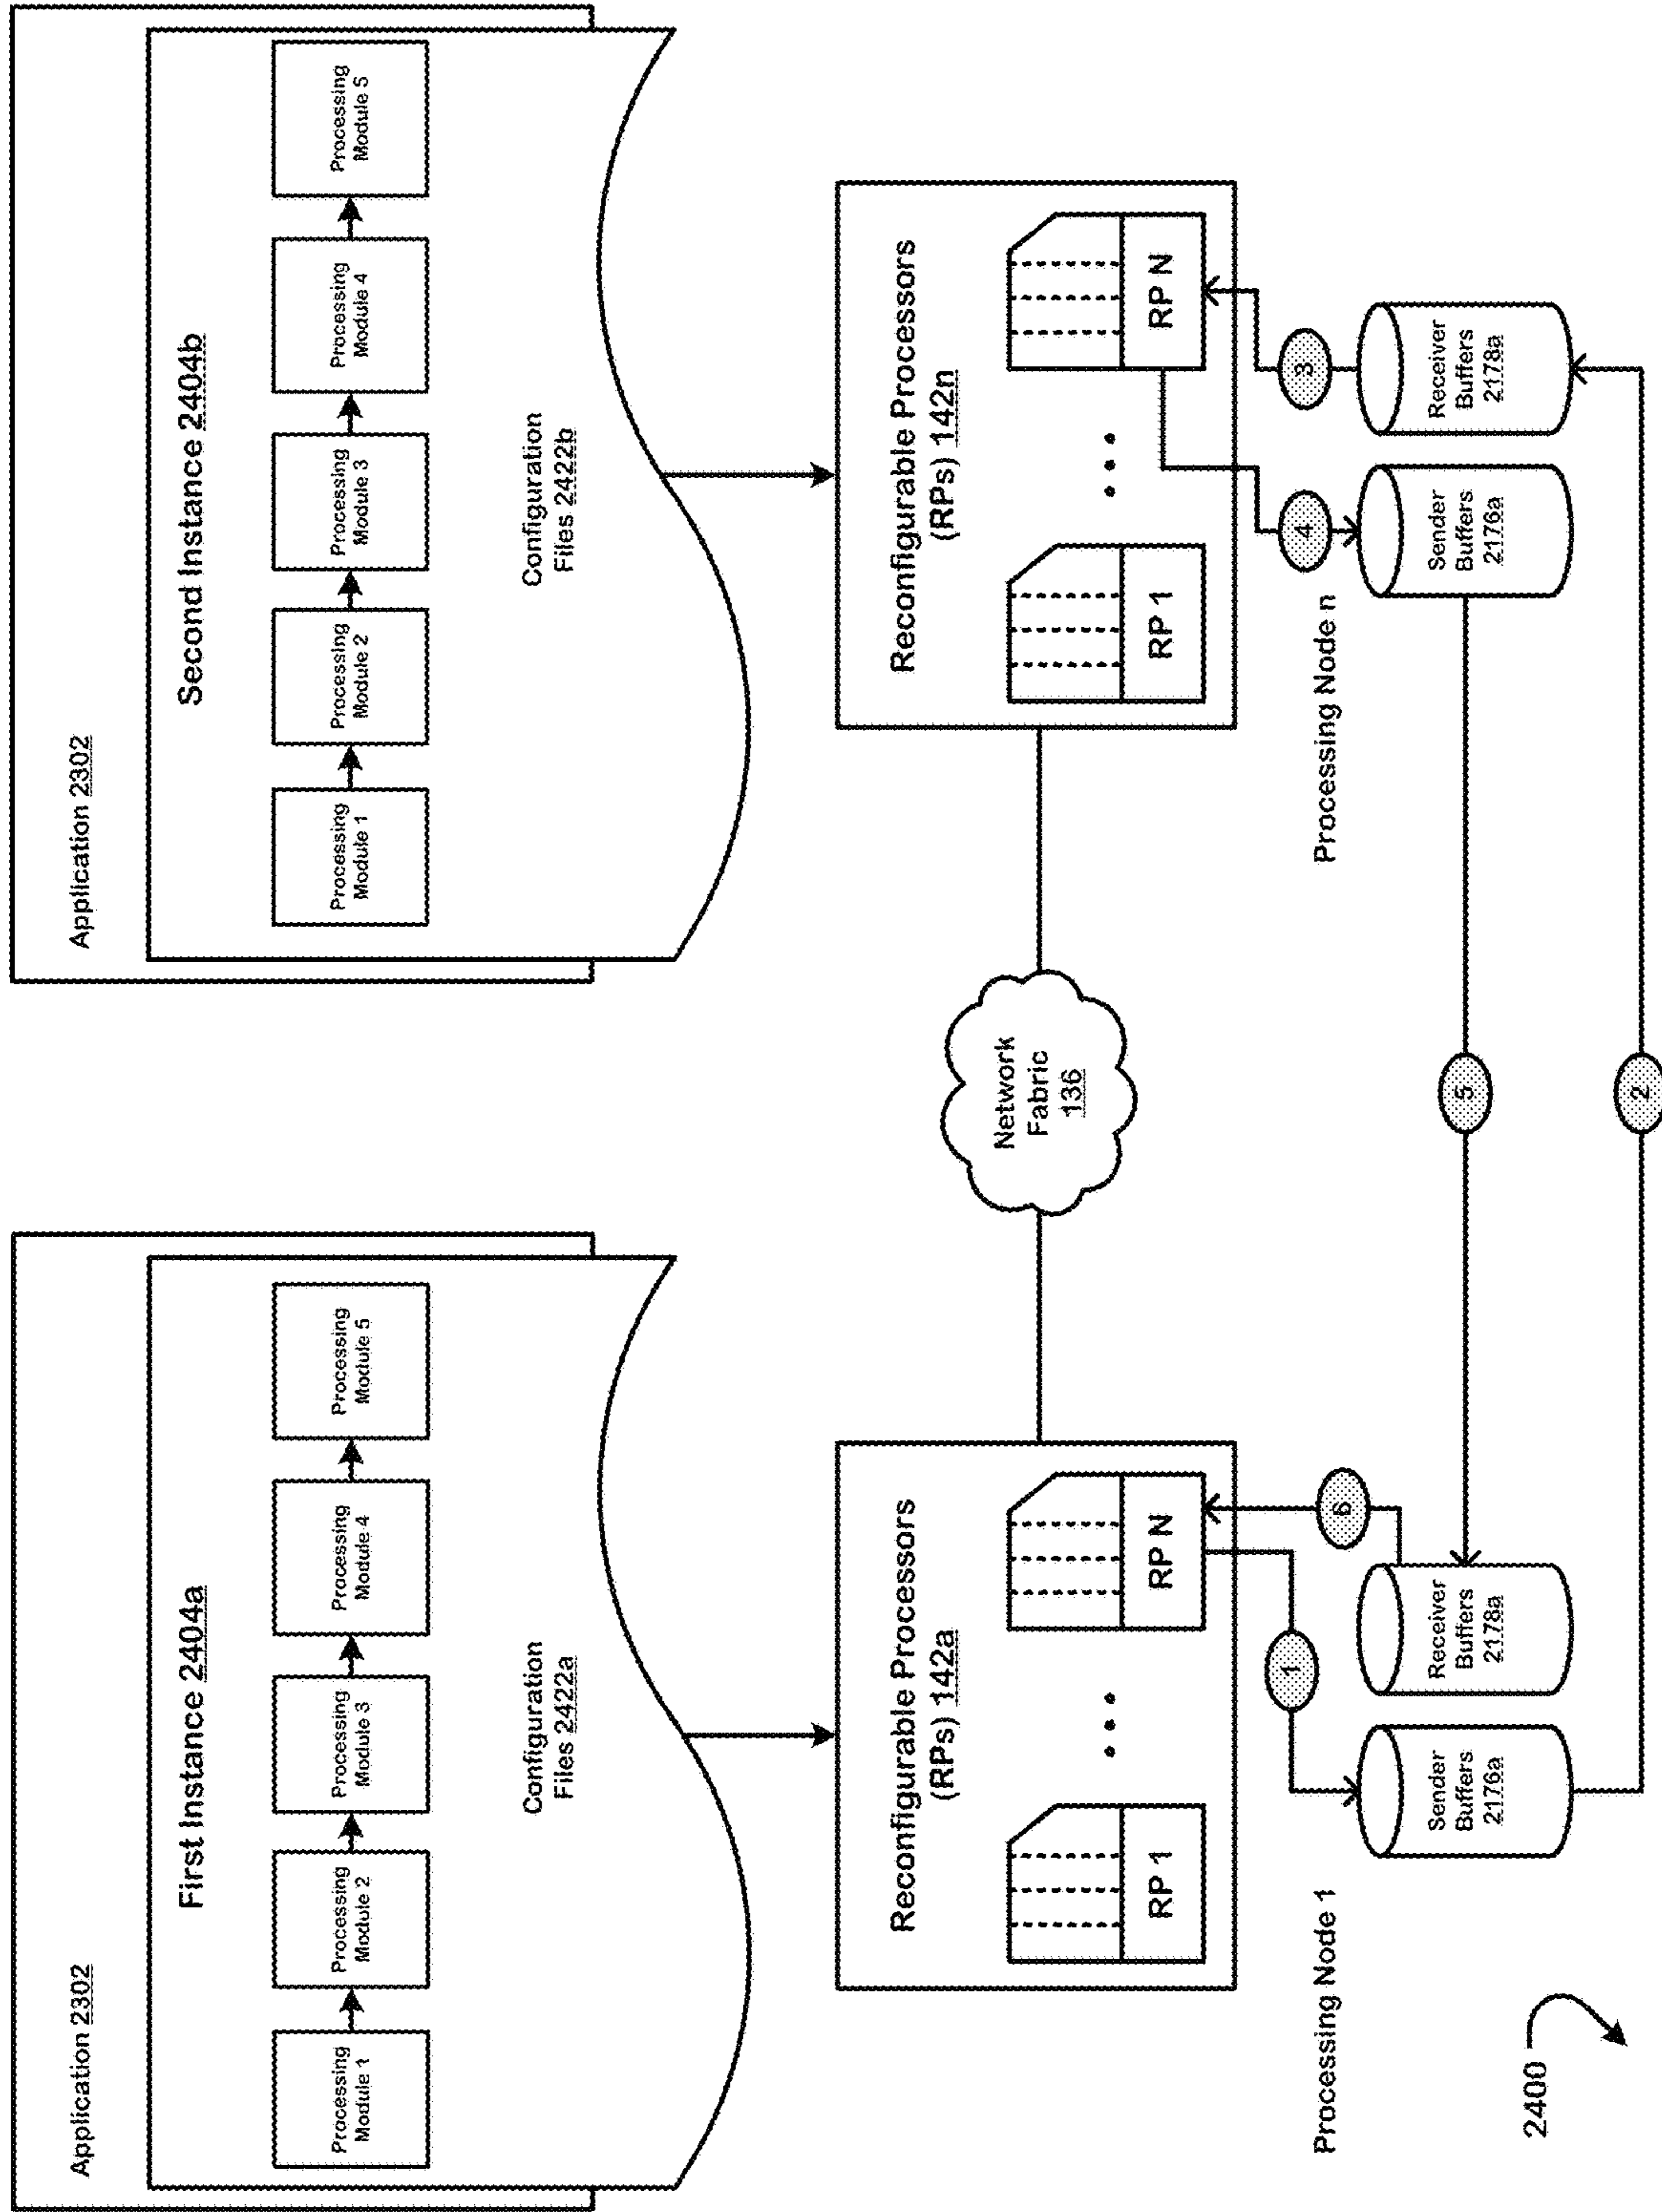 Application 2302
First Instance 2404a
Processing
Module 1
Processing
Module 2
Processing
Module 3
Processing
Module 4
Processing
Module 5
Configuration
Files 2422a
Application 2302
Second Instance 2404b
Processing
Module 1
Processing
Module 2
Processing
Module 3
Processing
Module 4
Processing
Module 5
Configuration
Files 2422b
Reconfigurable Processors
(RPs) 142a
RP 1
• • •
RP N
Network
Fabric
136
Reconfigurable Processors
(RPs) 142n
RP 1
• • •
RP N
Processing Node 1
1
6
Sender
Buffers
2176a
Receiver
Buffers
2178a
Processing Node n
4
3
Sender
Buffers
2176a
Receiver
Buffers
2178a
5
2
2400